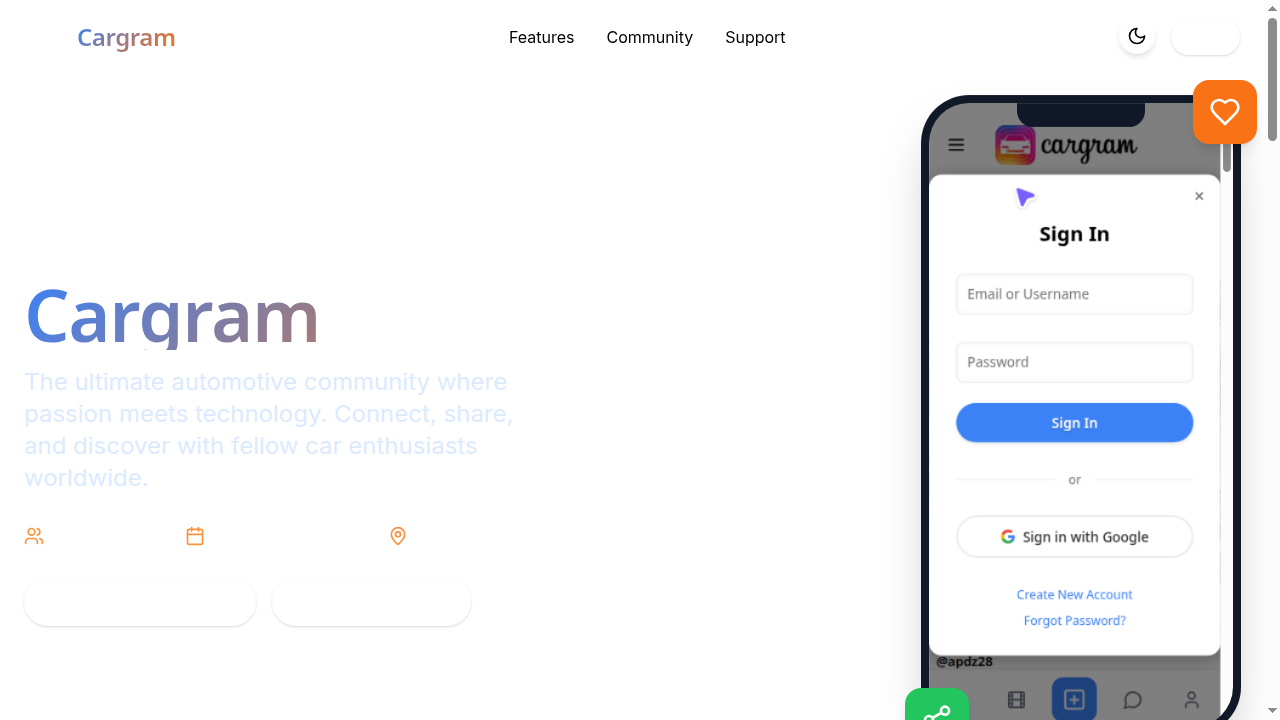 Cargram
Features
Community
Support
Cargram
The ultimate automotive community where
passion meets technology. Connect, share,
and discover with fellow car enthusiasts
worldwide.
cargram
×
Sign In
Email or Username
Password
Sign In
or
Sign in with Google
Create New Account
Forgot Password?
@apdz28